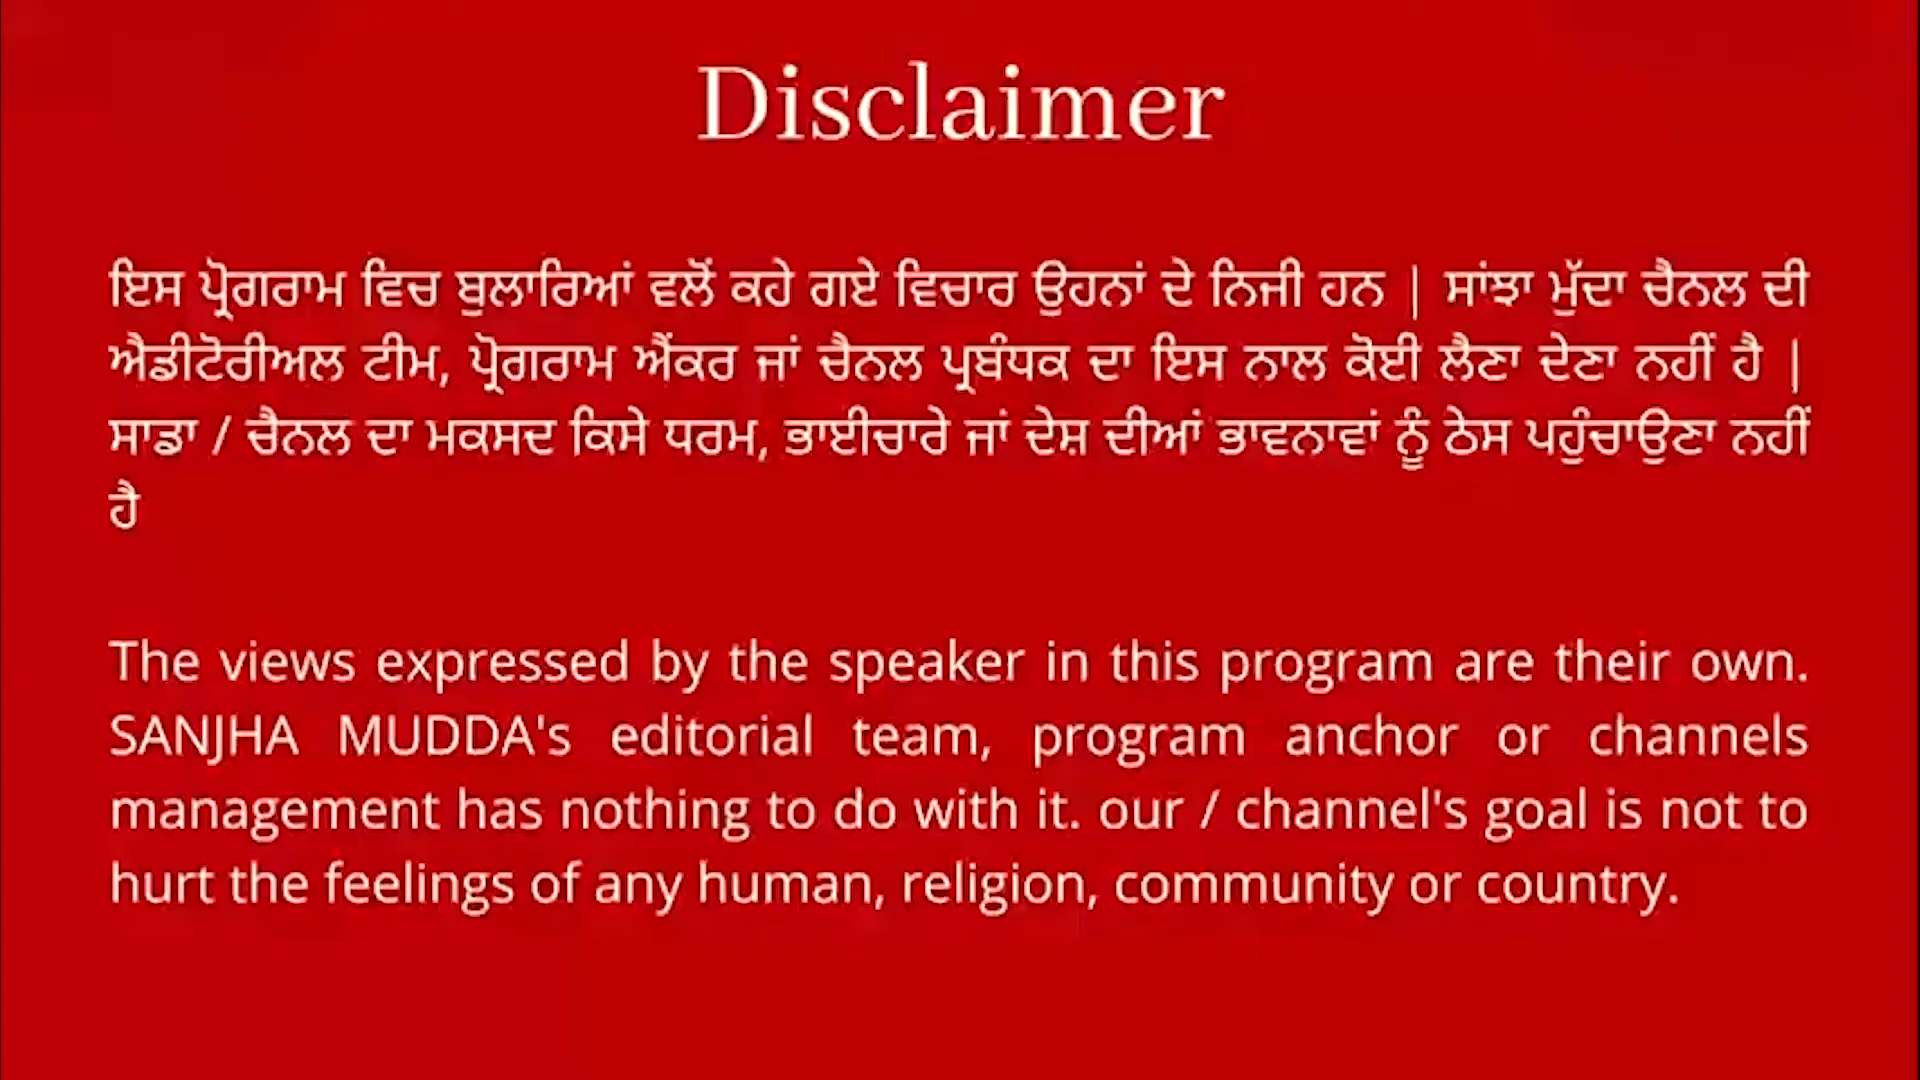 Disclaimer
ਇਸ ਪ੍ਰੋਗਰਾਮ ਵਿਚ ਬੁਲਾਰਿਆਂ ਵਲੋਂ ਕਹੇ ਗਏ ਵਿਚਾਰ ਉਹਨਾਂ ਦੇ ਨਿਜੀ ਹਨ | ਸਾਂਝਾ ਮੁੱਦਾ ਚੈਨਲ ਦੀ
ਐਡੀਟੋਰੀਅਲ ਟੀਮ, ਪ੍ਰੋਗਰਾਮ ਐਂਕਰ ਜਾਂ ਚੈਨਲ ਪ੍ਰਬੰਧਕ ਦਾ ਇਸ ਨਾਲ ਕੋਈ ਲੈਣਾ ਦੇਣਾ ਨਹੀਂ ਹੈ |
ਸਾਡਾ / ਚੈਨਲ ਦਾ ਮਕਸਦ ਕਿਸੇ ਧਰਮ, ਭਾਈਚਾਰੇ ਜਾਂ ਦੇਸ਼ ਦੀਆਂ ਭਾਵਨਾਵਾਂ ਨੂੰ ਠੇਸ ਪਹੁੰਚਾਉਣਾ ਨਹੀਂ
ਹੈ
The views expressed by the speaker in this program are their own.
SANJHA MUDDA's editorial team, program anchor or channels
management has nothing to do with it. our / channel's goal is not to
hurt the feelings of any human, religion, community or country.